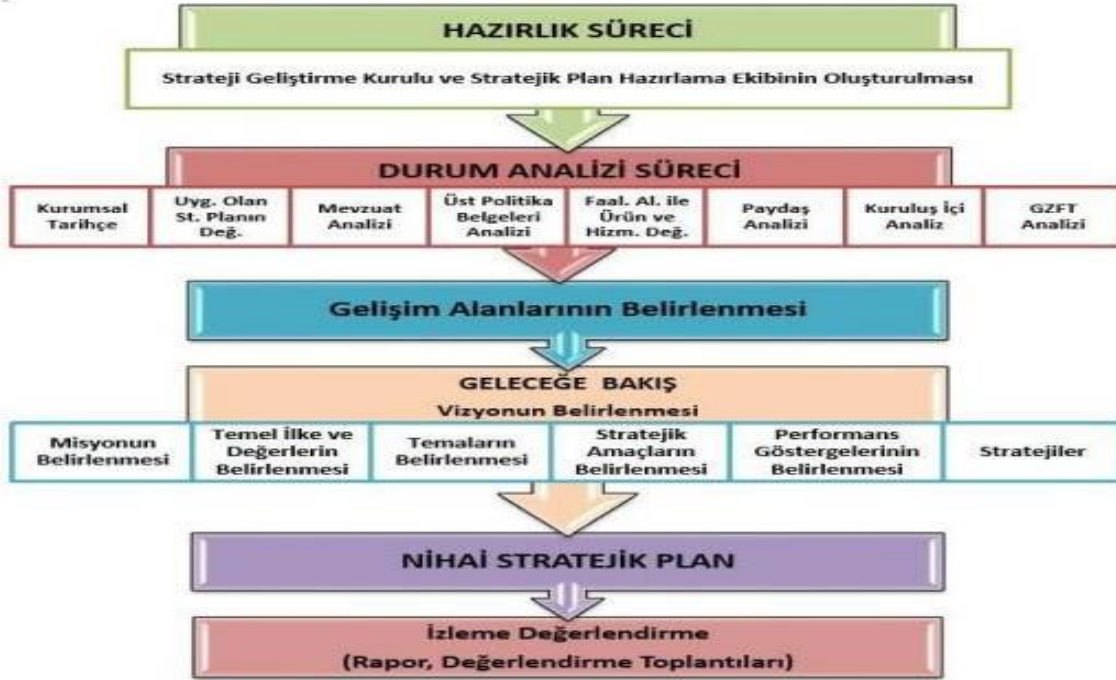 HAZIRLIK SÜRECİ
Strateji Geliştirme Kurulu ve Stratejik Plan Hazırlama Ekibinin Oluşturulması
DURUM ANALİZİ SÜRECİ
Kurumsal
Tarihçe
Uyg. Olan
St. Planın
Değ.
Mevzuat
Analizi
Üst Politika
Belgeleri
Analizi
Faal. Al. ile
Ürün ve
Hizm. Değ.
Paydaş
Analizi
Kuruluş İçi
Analiz
GZFT
Analizi
Gelişim Alanlarının Belirlenmesi
GELECEĞE BAKIŞ
Vizyonun Belirlenmesi
Misyonun
Belirlenmesi
Temel İlke ve
Değerlerin
Belirlenmesi
Temaların
Belirlenmesi
Stratejik
Amaçların
Belirlenmesi
Performans
Göstergelerinin
Belirlenmesi
Stratejiler
NİHAİ STRATEJİK PLAN
İzleme Değerlendirme
(Rapor, Değerlendirme Toplantıları)